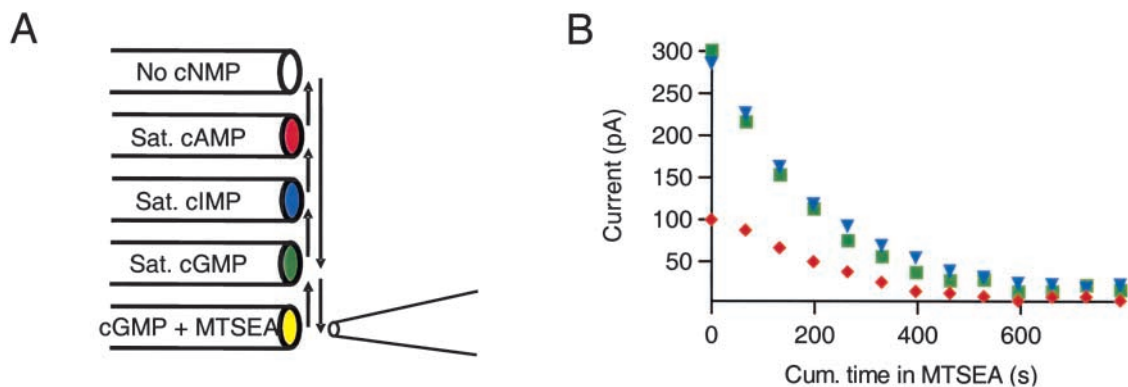 A
No cNMP
Sat. cAMP
Sat. cIMP
Sat. cGMP
cGMP + MTSEA
B
Current (pA)
300
250
200
150
100
50
0 200 400 600
Cum. time in MTSEA (s)